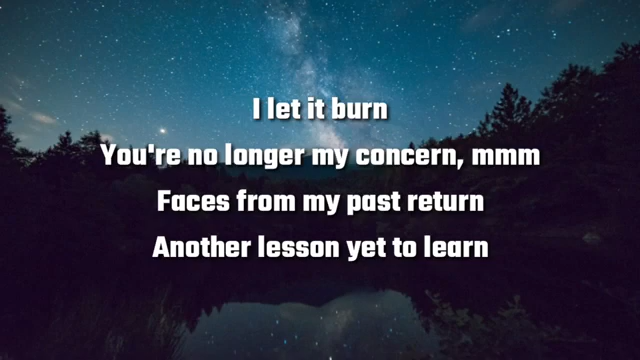 I let it burn
You're no longer my concern, mmm
Faces from my past return
Another lesson yet to learn